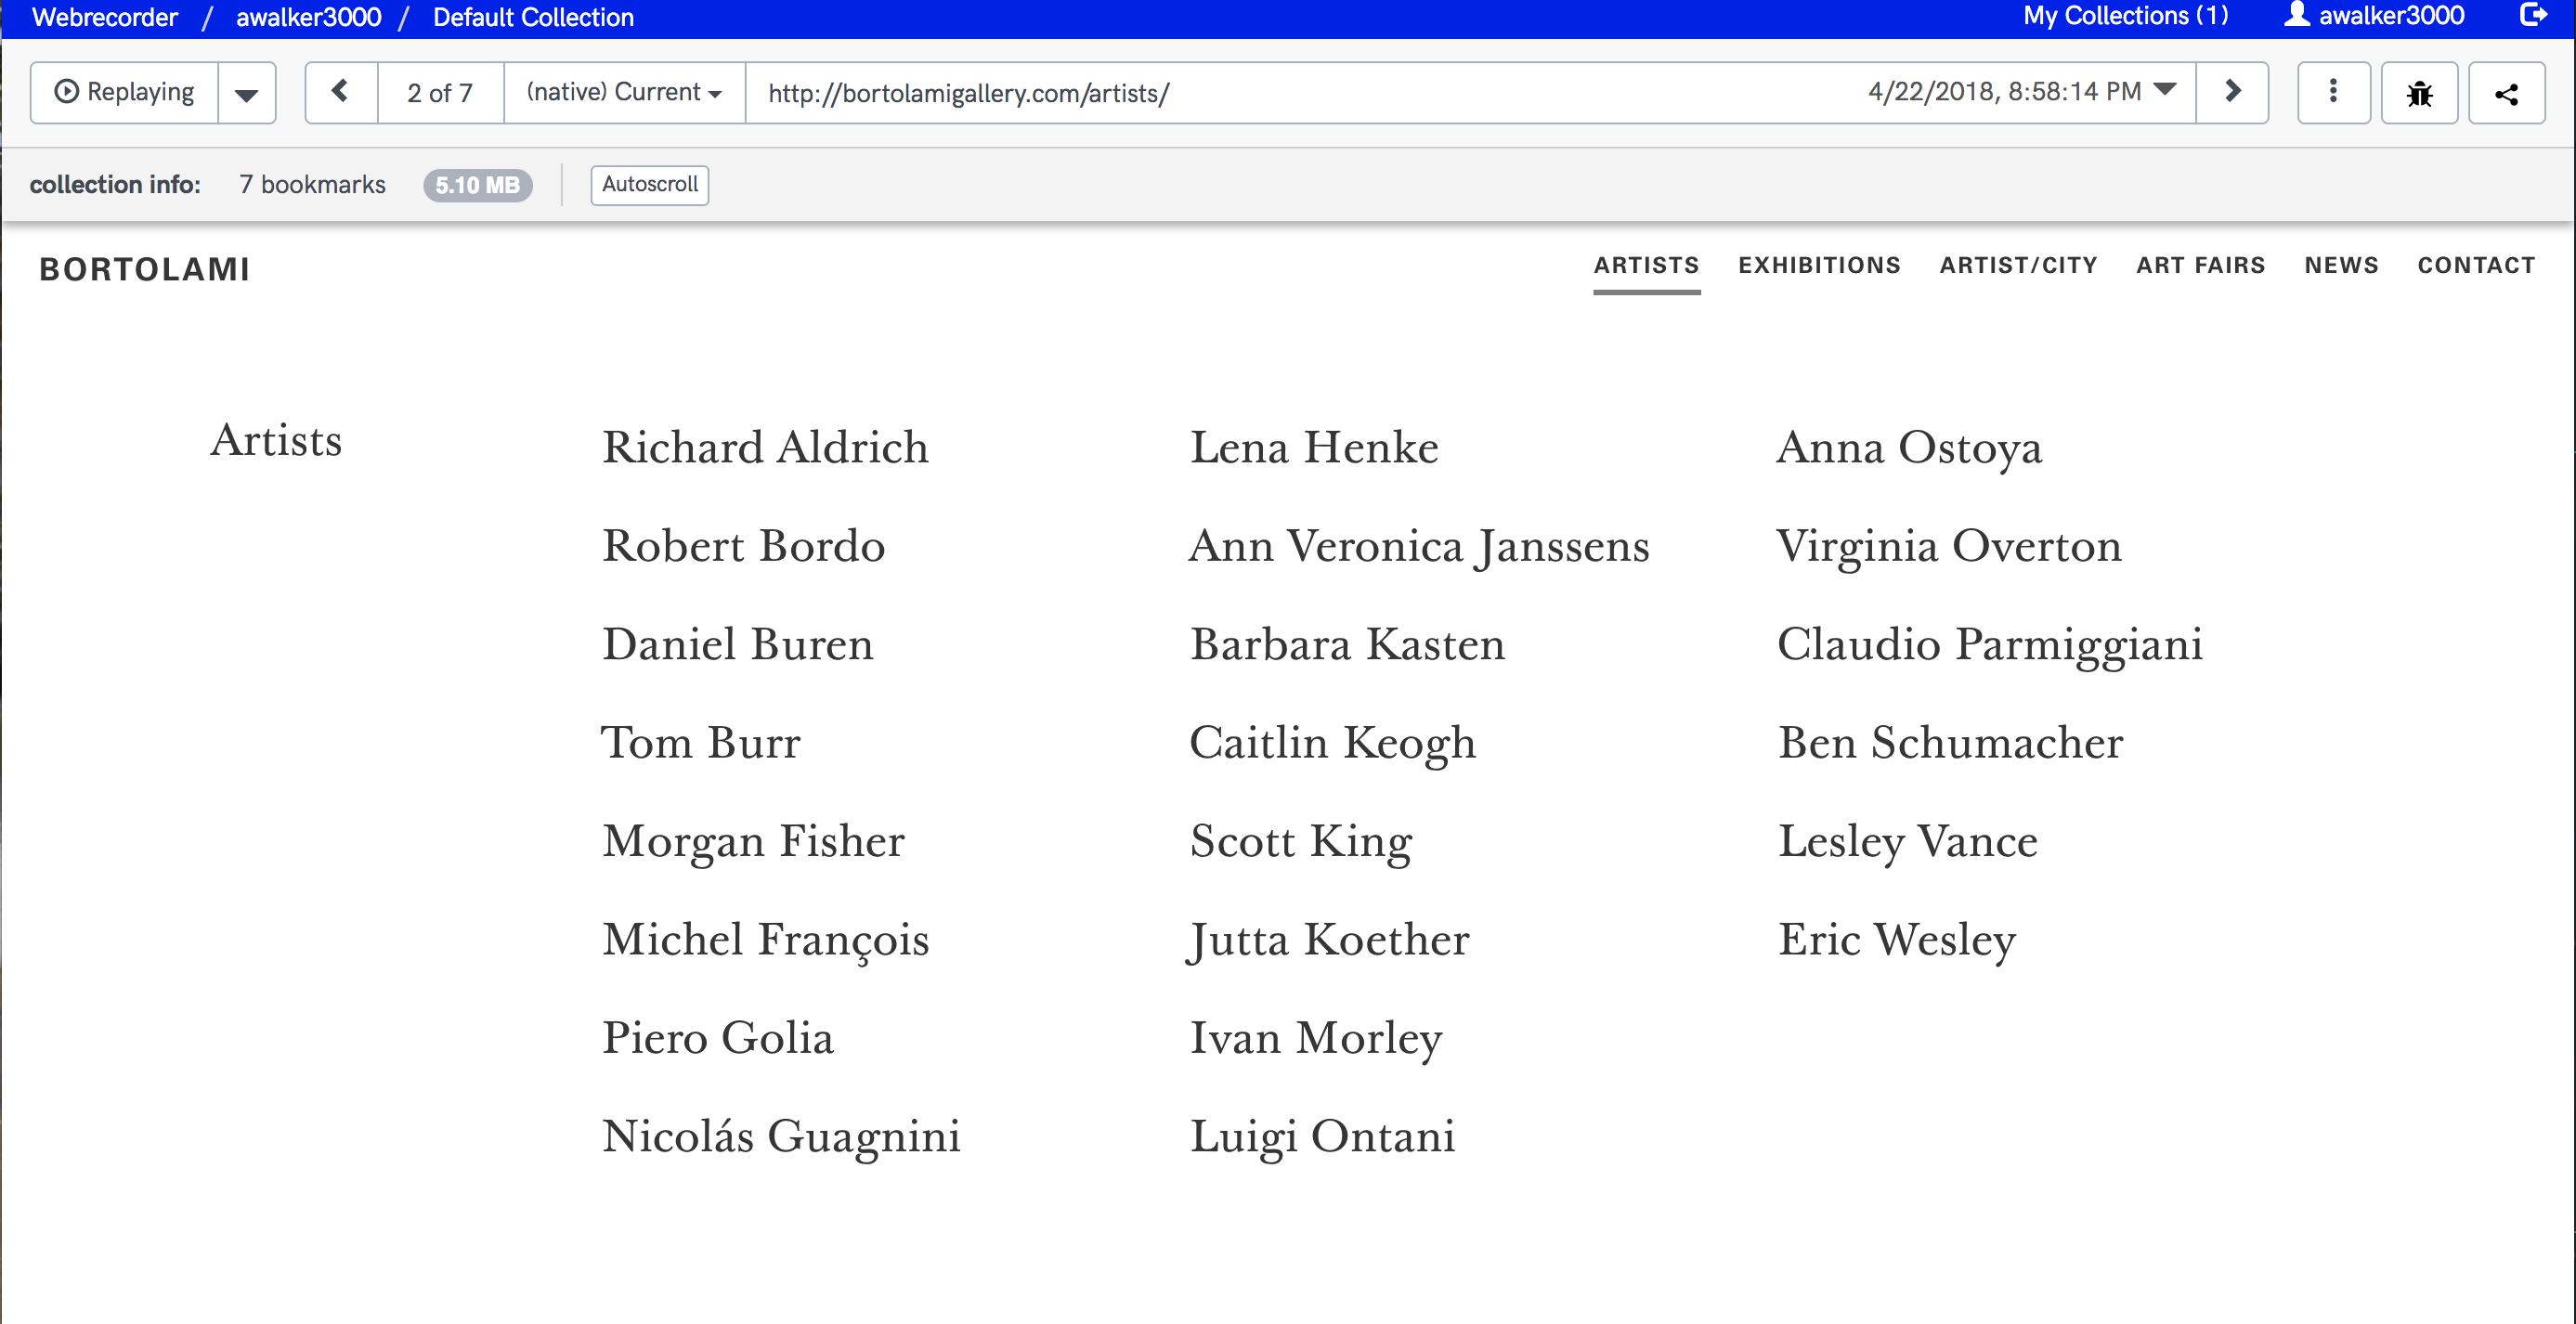 Webrecorder / awalker3000 / Default Collection My Collections (1) awalker3000
Replaying 2 of 7 (native) Current http://bortolamigallery.com/artists/ 4/22/2018, 8:58:14 PM
collection info: 7 bookmarks 5.10 MB Autoscroll
BORTOLAMI ARTISTS EXHIBITIONS ARTIST/CITY ART FAIRS NEWS CONTACT
Artists
Richard Aldrich
Robert Bordo
Daniel Buren
Tom Burr
Morgan Fisher
Michel François
Piero Golia
Nicolás Guagnini
Lena Henke
Ann Veronica Janssens
Barbara Kasten
Caitlin Keogh
Scott King
Jutta Koether
Ivan Morley
Luigi Ontani
Anna Ostoya
Virginia Overton
Claudio Parmiggiani
Ben Schumacher
Lesley Vance
Eric Wesley